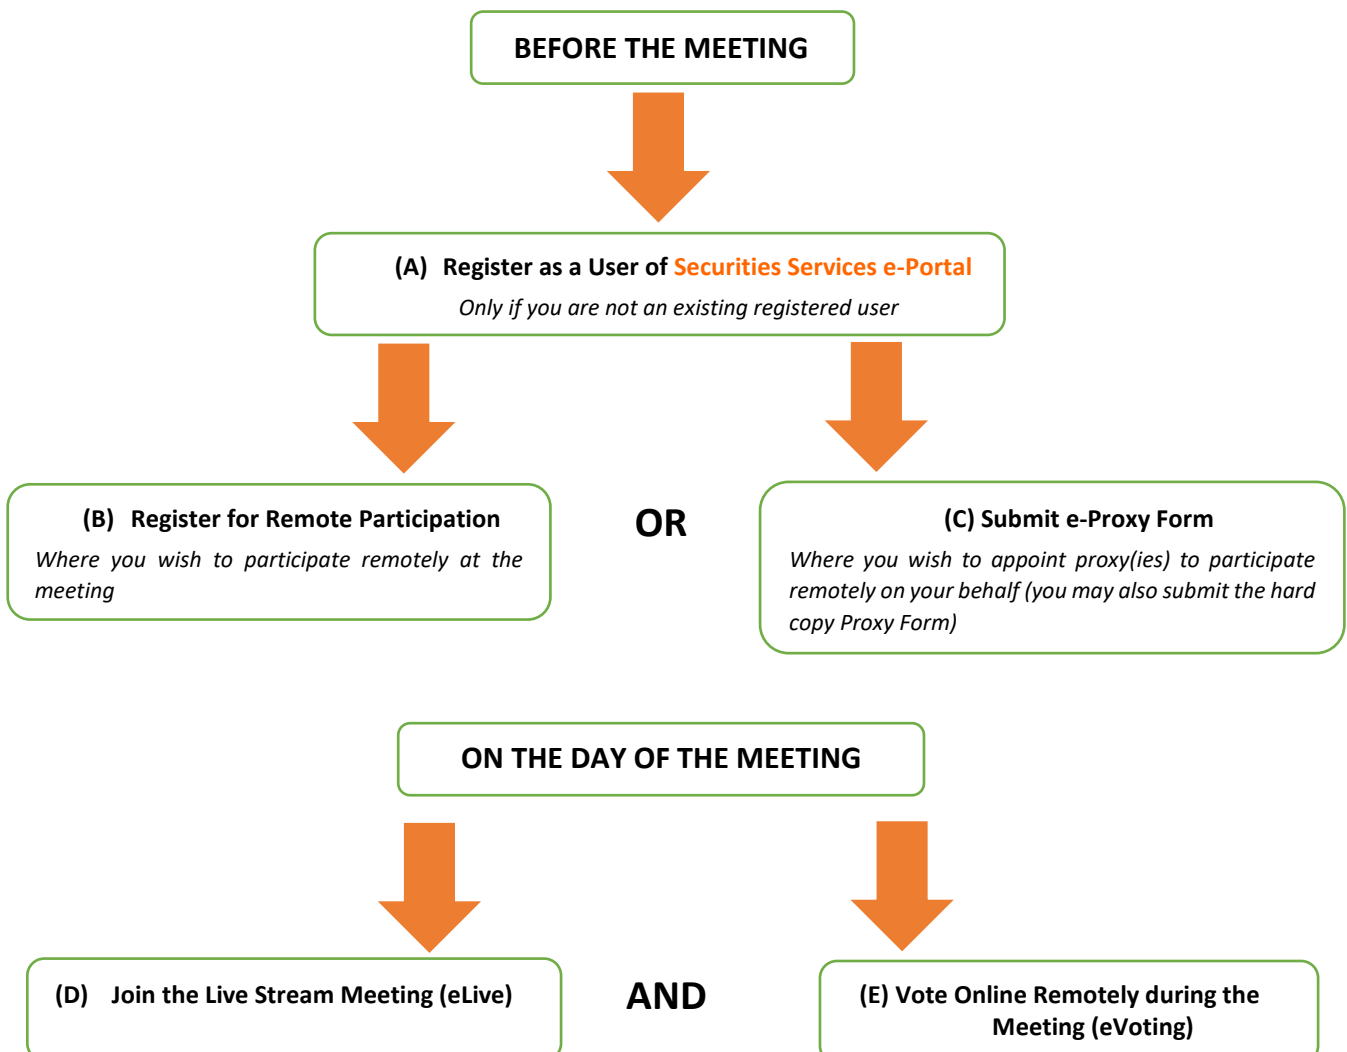 BEFORE THE MEETING
(A) Register as a User of Securities Services e-Portal
Only if you are not an existing registered user
(B) Register for Remote Participation
Where you wish to participate remotely at the
meeting
OR
(C) Submit e-Proxy Form
Where you wish to appoint proxy(ies) to participate
remotely on your behalf (you may also submit the hard
copy Proxy Form)
ON THE DAY OF THE MEETING
(D) Join the Live Stream Meeting (eLive)
AND
(E) Vote Online Remotely during the
Meeting (eVoting)